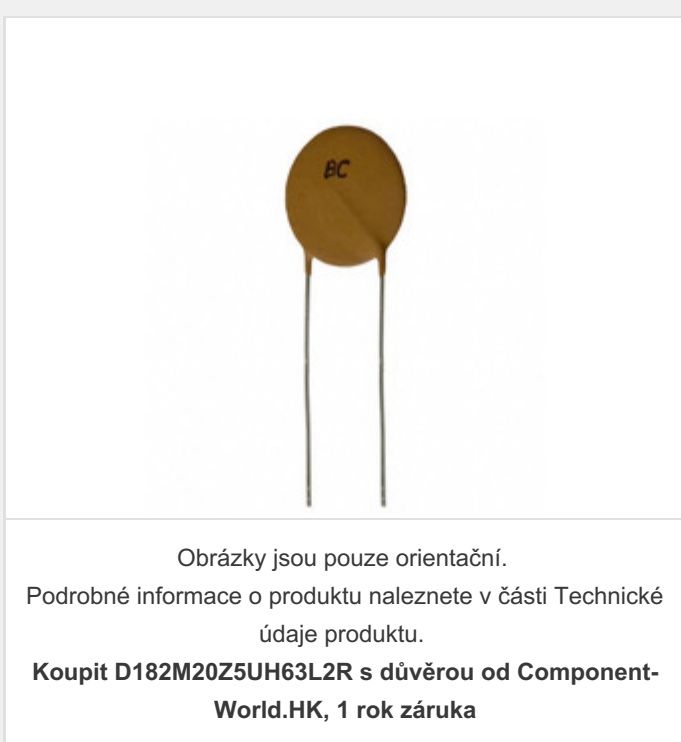 BC
Obrázky jsou pouze orientační.
Podrobné informace o produktu naleznete v části Technické
údaje produktu.
Koupit D182M20Z5UH63L2R s důvěrou od Component-
World.HK, 1 rok záruka